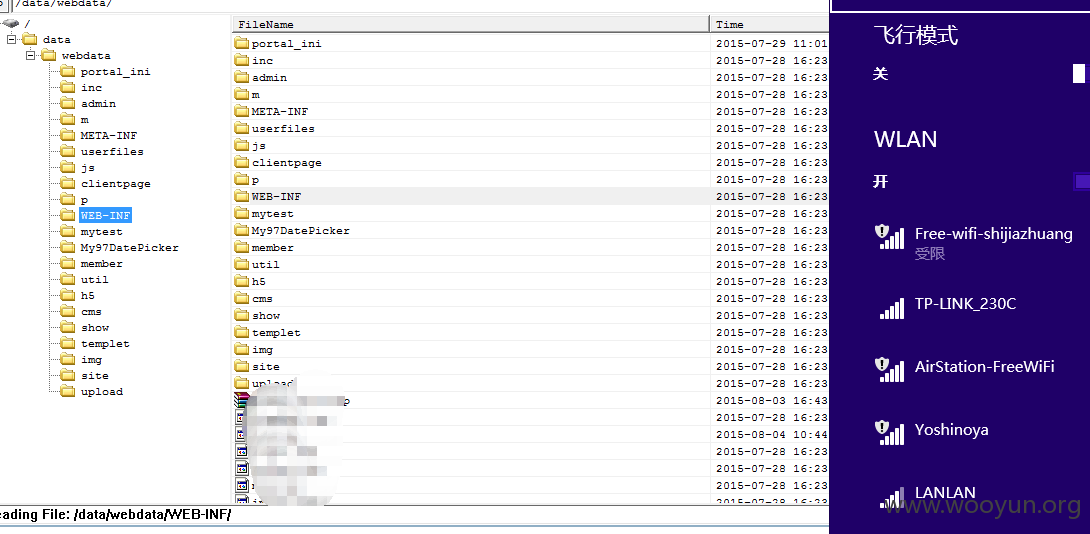 /data/webdata/
/
data
webdata
portal_ini
inc
admin
m
META-INF
userfiles
js
clientpage
p
WEB-INF
mytest
My97DatePicker
member
util
h5
cms
show
templet
img
site
upload
FileName Time
portal_ini 2015-07-29 11:01
inc 2015-07-28 16:23
admin 2015-07-28 16:23
m 2015-07-28 16:23
META-INF 2015-07-28 16:23
userfiles 2015-07-28 16:23
js 2015-07-28 16:23
clientpage 2015-07-28 16:23
p 2015-07-28 16:23
WEB-INF 2015-07-28 16:23
mytest 2015-07-28 16:23
My97DatePicker 2015-07-28 16:23
member 2015-07-28 16:23
util 2015-07-28 16:23
h5 2015-07-28 16:23
cms 2015-07-28 16:23
show 2015-07-28 16:23
templet 2015-07-28 16:23
img 2015-07-28 16:23
site 2015-07-28 16:23
upload 2015-07-28 16:23
p 2015-08-03 16:43
2015-07-28 16:23
2015-08-04 10:44
2015-07-28 16:23
2015-07-28 16:23
2015-07-28 16:23
2015-07-28 16:23
eading File: /data/webdata/WEB-INF/
飞行模式
关
WLAN
开
Free-wifi-shijiazhuang
受限
TP-LINK_230C
AirStation-FreeWiFi
Yoshinoya
LANLAN
www.wooyun.org